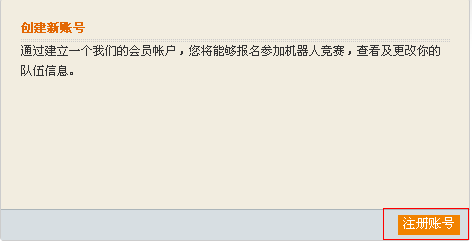 创建新账号
通过建立一个我们的会员帐户，您将能够报名参加机器人竞赛，查看及更改你的
队伍信息。
注册账号